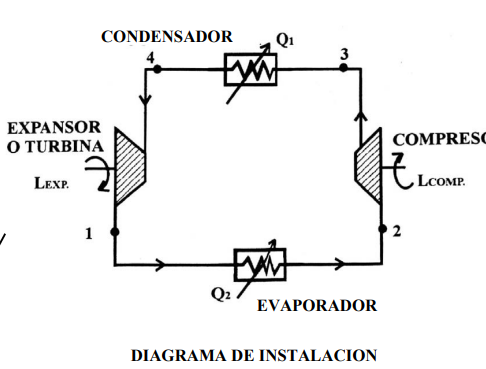 CONDENSADOR
Q1
4
3
EXPANSOR
O TURBINA
LEXP.
COMPRESO
LCOMP.
1
2
Q2
EVAPORADOR
DIAGRAMA DE INSTALACION